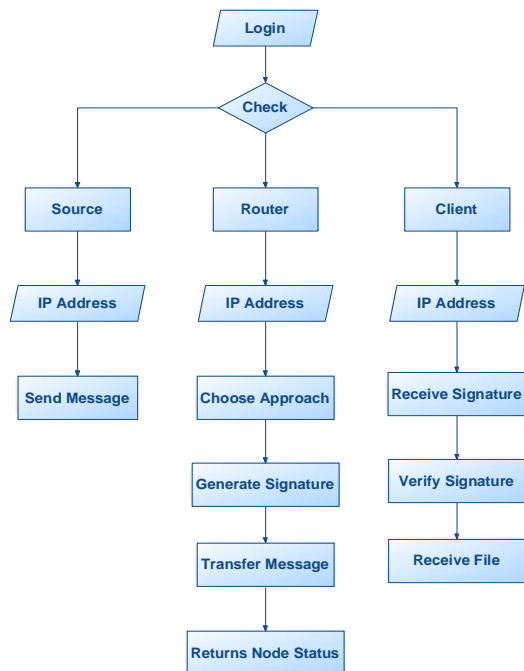 Login
Check
Source
Router
Client
IP Address
IP Address
IP Address
Send Message
Choose Approach
Receive Signature
Generate Signature
Verify Signature
Transfer Message
Receive File
Returns Node Status